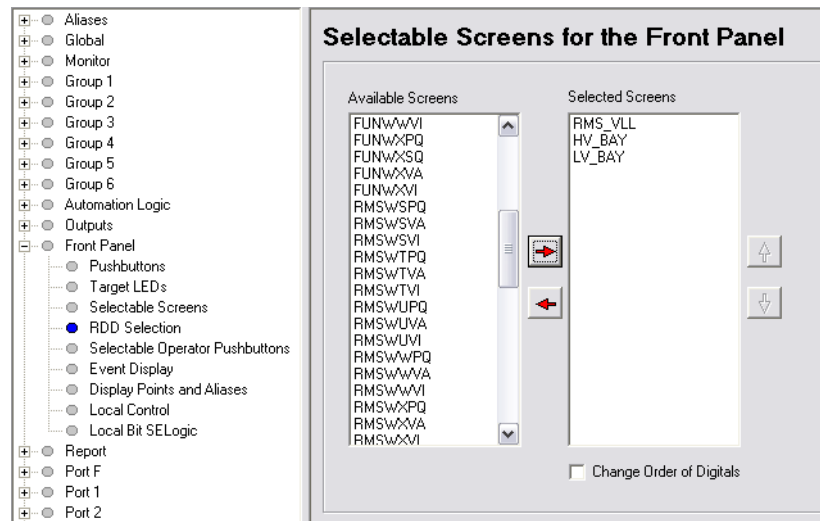 Aliases
Global
Monitor
Group 1
Group 2
Group 3
Group 4
Group 5
Group 6
Automation Logic
Outputs
Front Panel
Pushbuttons
Target LEDs
Selectable Screens
RDD Selection
Selectable Operator Pushbuttons
Event Display
Display Points and Aliases
Local Control
Local Bit SELogic
Report
Port F
Port 1
Port 2
Selectable Screens for the Front Panel
Available Screens
FUNWWVI
FUNWXPQ
FUNWXSQ
FUNWXVA
FUNWXVI
RMSWSPQ
RMSWSVA
RMSWSVI
RMSWTPQ
RMSWTVA
RMSWTVI
RMSWUPQ
RMSWUVA
RMSWUVI
RMSWWPQ
RMSWWVA
RMSWWVI
RMSWXPQ
RMSWXVA
RMSWXVI
Selected Screens
RMS_VLL
HV_BAY
LV_BAY
Change Order of Digitals